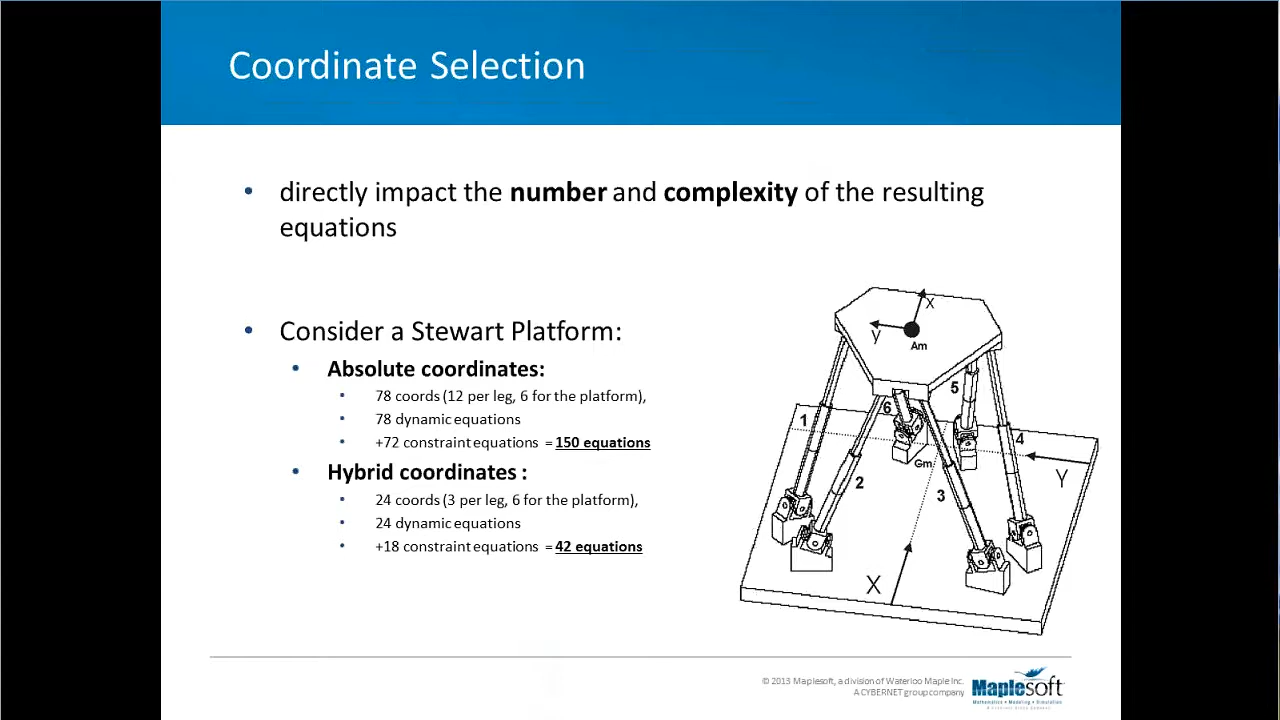 Coordinate Selection
• directly impact the number and complexity of the resulting
equations
• Consider a Stewart Platform:
• Absolute coordinates:
• 78 coords (12 per leg, 6 for the platform),
• 78 dynamic equations
• +72 constraint equations = 150 equations
• Hybrid coordinates :
• 24 coords (3 per leg, 6 for the platform),
• 24 dynamic equations
• +18 constraint equations = 42 equations
X
y
Am
5
6
1
4
Gm
Y
2
3
X
© 2013 Maplesoft, a division of Waterloo Maple Inc.
A CYBERNET group company
Maplesoft
Mathematics • Modeling • Simulation